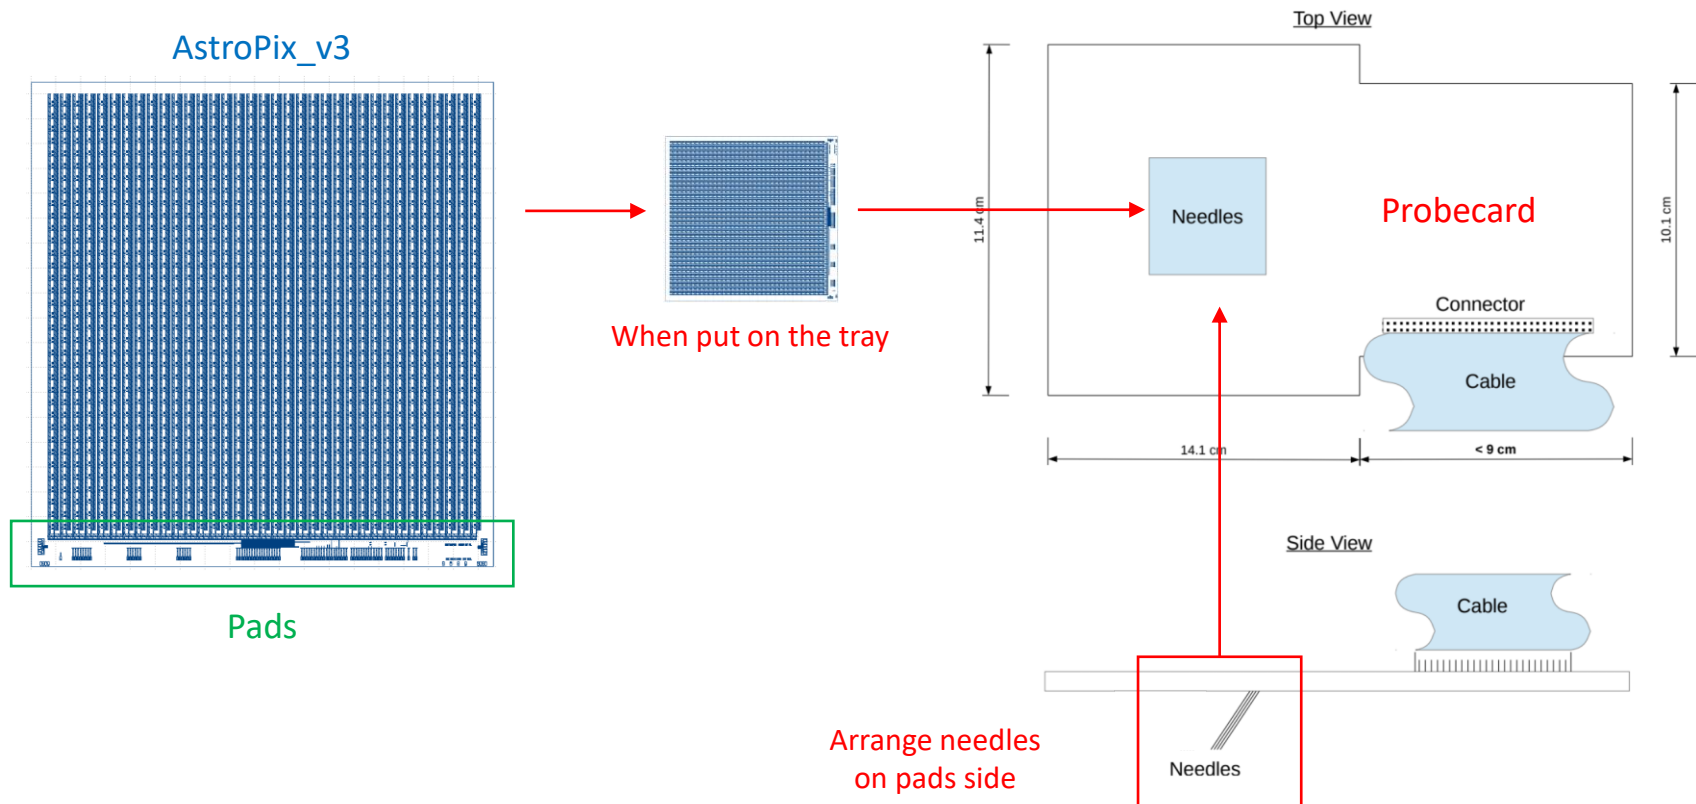 AstroPix_v3
Pads
When put on the tray
Top View
11.4 cm
Needles
Probecard
10.1 cm
Connector
Cable
14.1 cm
< 9 cm
Side View
Cable
Needles
Arrange needles
on pads side